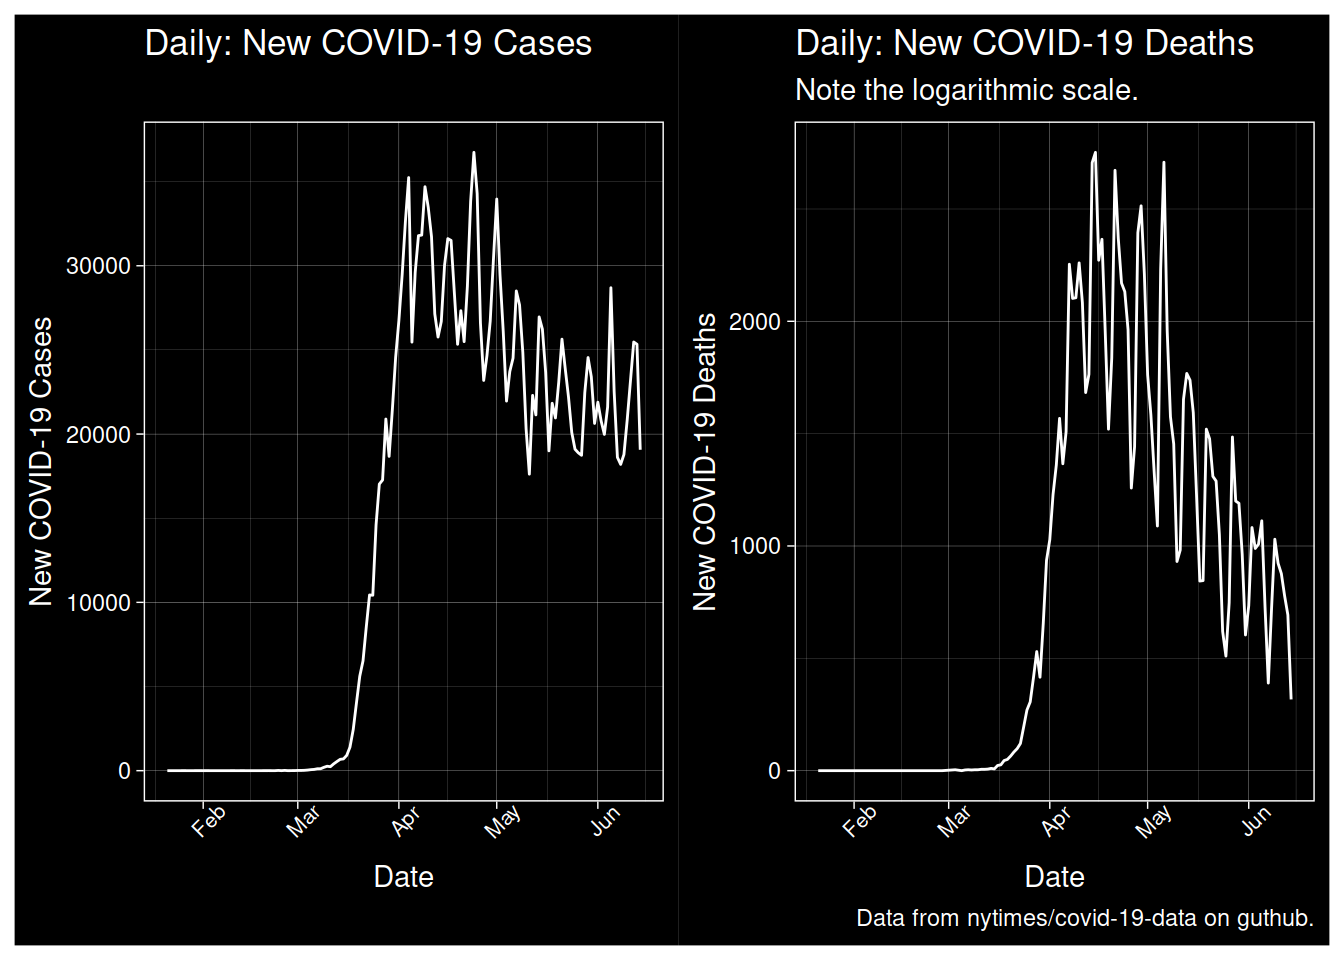 Daily: New COVID-19 Cases
New COVID-19 Cases
30000
20000
10000
0
Feb
Mar
Apr
May
Jun
Date
Daily: New COVID-19 Deaths
Note the logarithmic scale.
New COVID-19 Deaths
2000
1000
0
Feb
Mar
Apr
May
Jun
Date
Data from nytimes/covid-19-data on guthub.